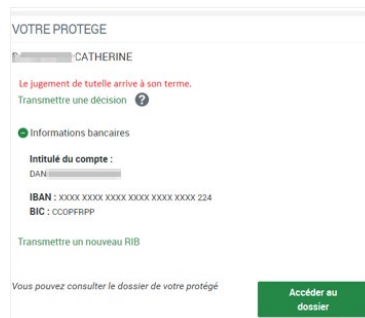 VOTRE PROTEGE
CATHERINE
Le jugement de tutelle arrive à son terme.
Transmettre une décision ?
Informations bancaires
Intitulé du compte :
DAN
IBAN : XXXX XXXX XXXX XXXX XXXX XXXX 224
BIC : CCOPFRPP
Transmettre un nouveau RIB
Vous pouvez consulter le dossier de votre protégé
Accéder au
dossier